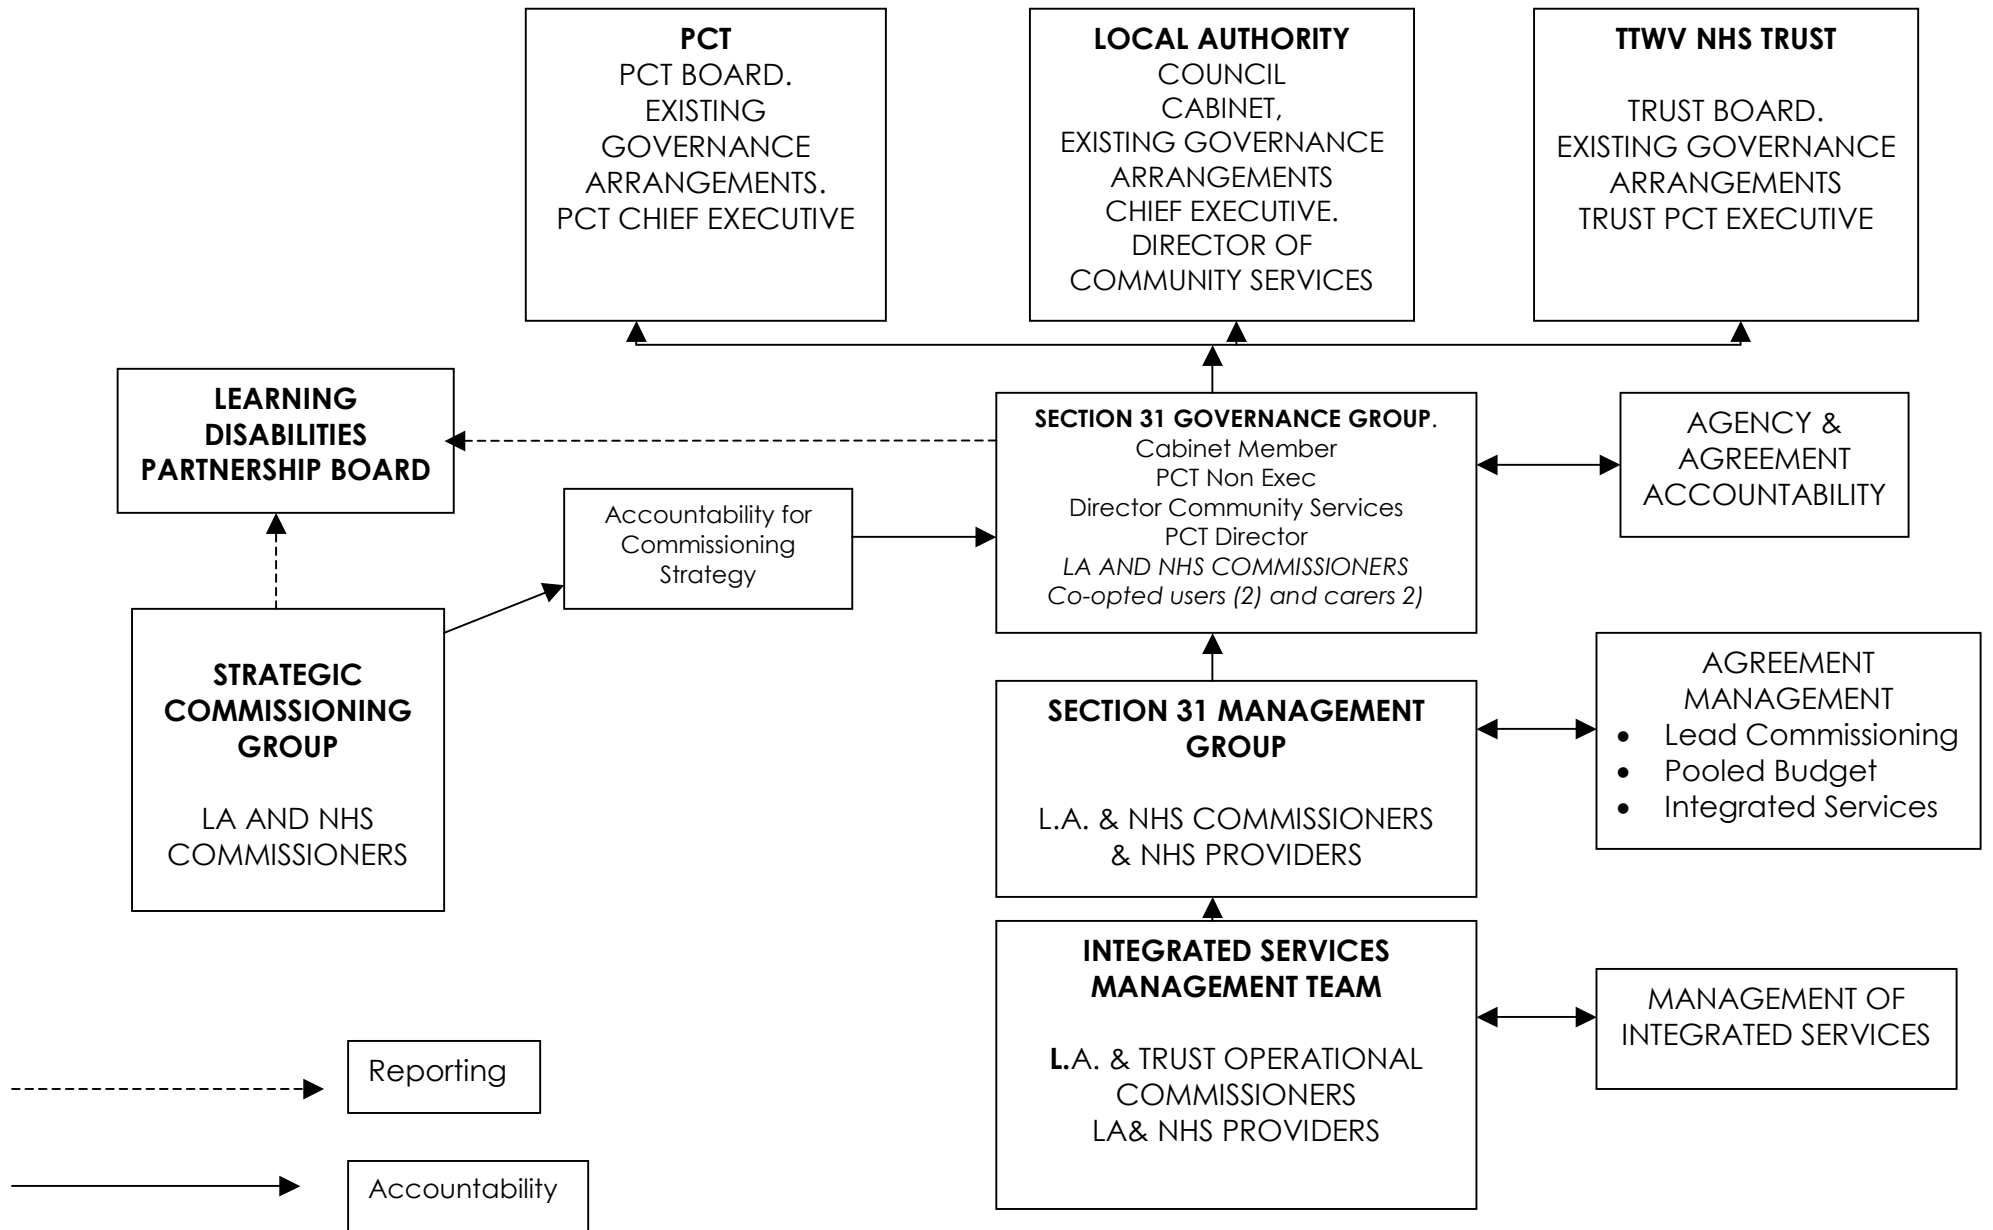 PCT
PCT BOARD.
EXISTING
GOVERNANCE
ARRANGEMENTS.
PCT CHIEF EXECUTIVE
LOCAL AUTHORITY
COUNCIL
CABINET,
EXISTING GOVERNANCE
ARRANGEMENTS
CHIEF EXECUTIVE.
DIRECTOR OF
COMMUNITY SERVICES
TTWV NHS TRUST
TRUST BOARD.
EXISTING GOVERNANCE
ARRANGEMENTS
TRUST PCT EXECUTIVE
LEARNING
DISABILITIES
PARTNERSHIP BOARD
Accountability for
Commissioning
Strategy
SECTION 31 GOVERNANCE GROUP.
Cabinet Member
PCT Non Exec
Director Community Services
PCT Director
LA AND NHS COMMISSIONERS
Co-opted users (2) and carers 2)
AGENCY &
AGREEMENT
ACCOUNTABILITY
STRATEGIC
COMMISSIONING
GROUP
LA AND NHS
COMMISSIONERS
SECTION 31 MANAGEMENT
GROUP
L.A. & NHS COMMISSIONERS
& NHS PROVIDERS
AGREEMENT
MANAGEMENT
• Lead Commissioning
• Pooled Budget
• Integrated Services
INTEGRATED SERVICES
MANAGEMENT TEAM
L.A. & TRUST OPERATIONAL
COMMISSIONERS
LA& NHS PROVIDERS
MANAGEMENT OF
INTEGRATED SERVICES
Reporting
Accountability